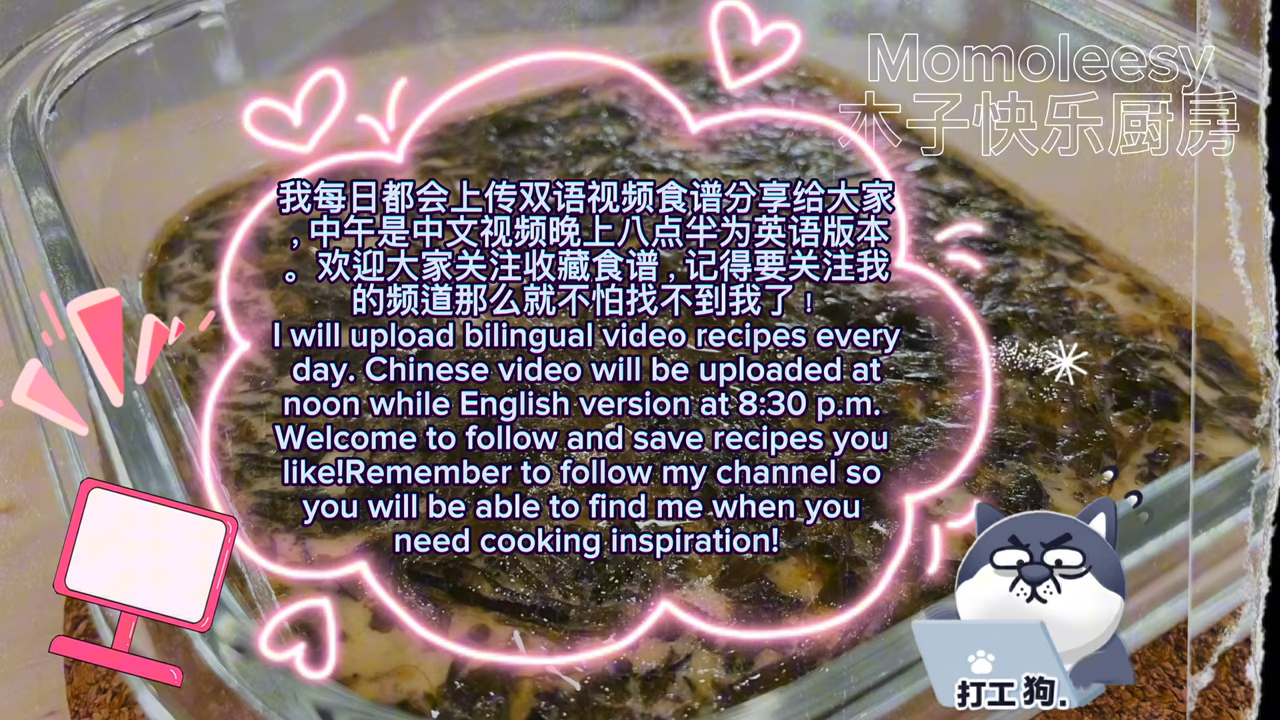 Momoleesy
木子快乐厨房
我每日都会上传双语视频食谱分享给大家
，中午是中文视频晚上八点半为英语版本
。欢迎大家关注收藏食谱，记得要关注我
的频道那么就不怕找不到我了！
I will upload bilingual video recipes every
day. Chinese video will be uploaded at
noon while English version at 8:30 p.m.
Welcome to follow and save recipes you
like!Remember to follow my channel so
you will be able to find me when you
need cooking inspiration!
打工狗.